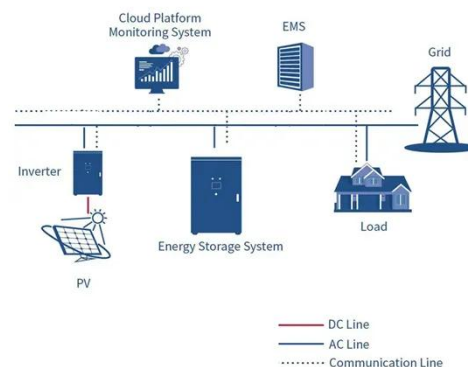 Cloud Platform
Monitoring System
EMS
Grid
Inverter
Energy Storage System
Load
PV
DC Line
AC Line
Communication Line